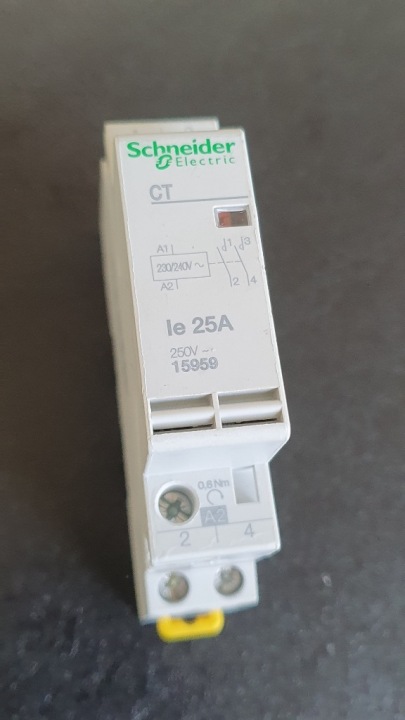 Schneider
Electric
CT
A1
1 3
230/240V ~
A2
2 4
Ie 25A
250V ~
15959
0.8Nm
A2
2 4